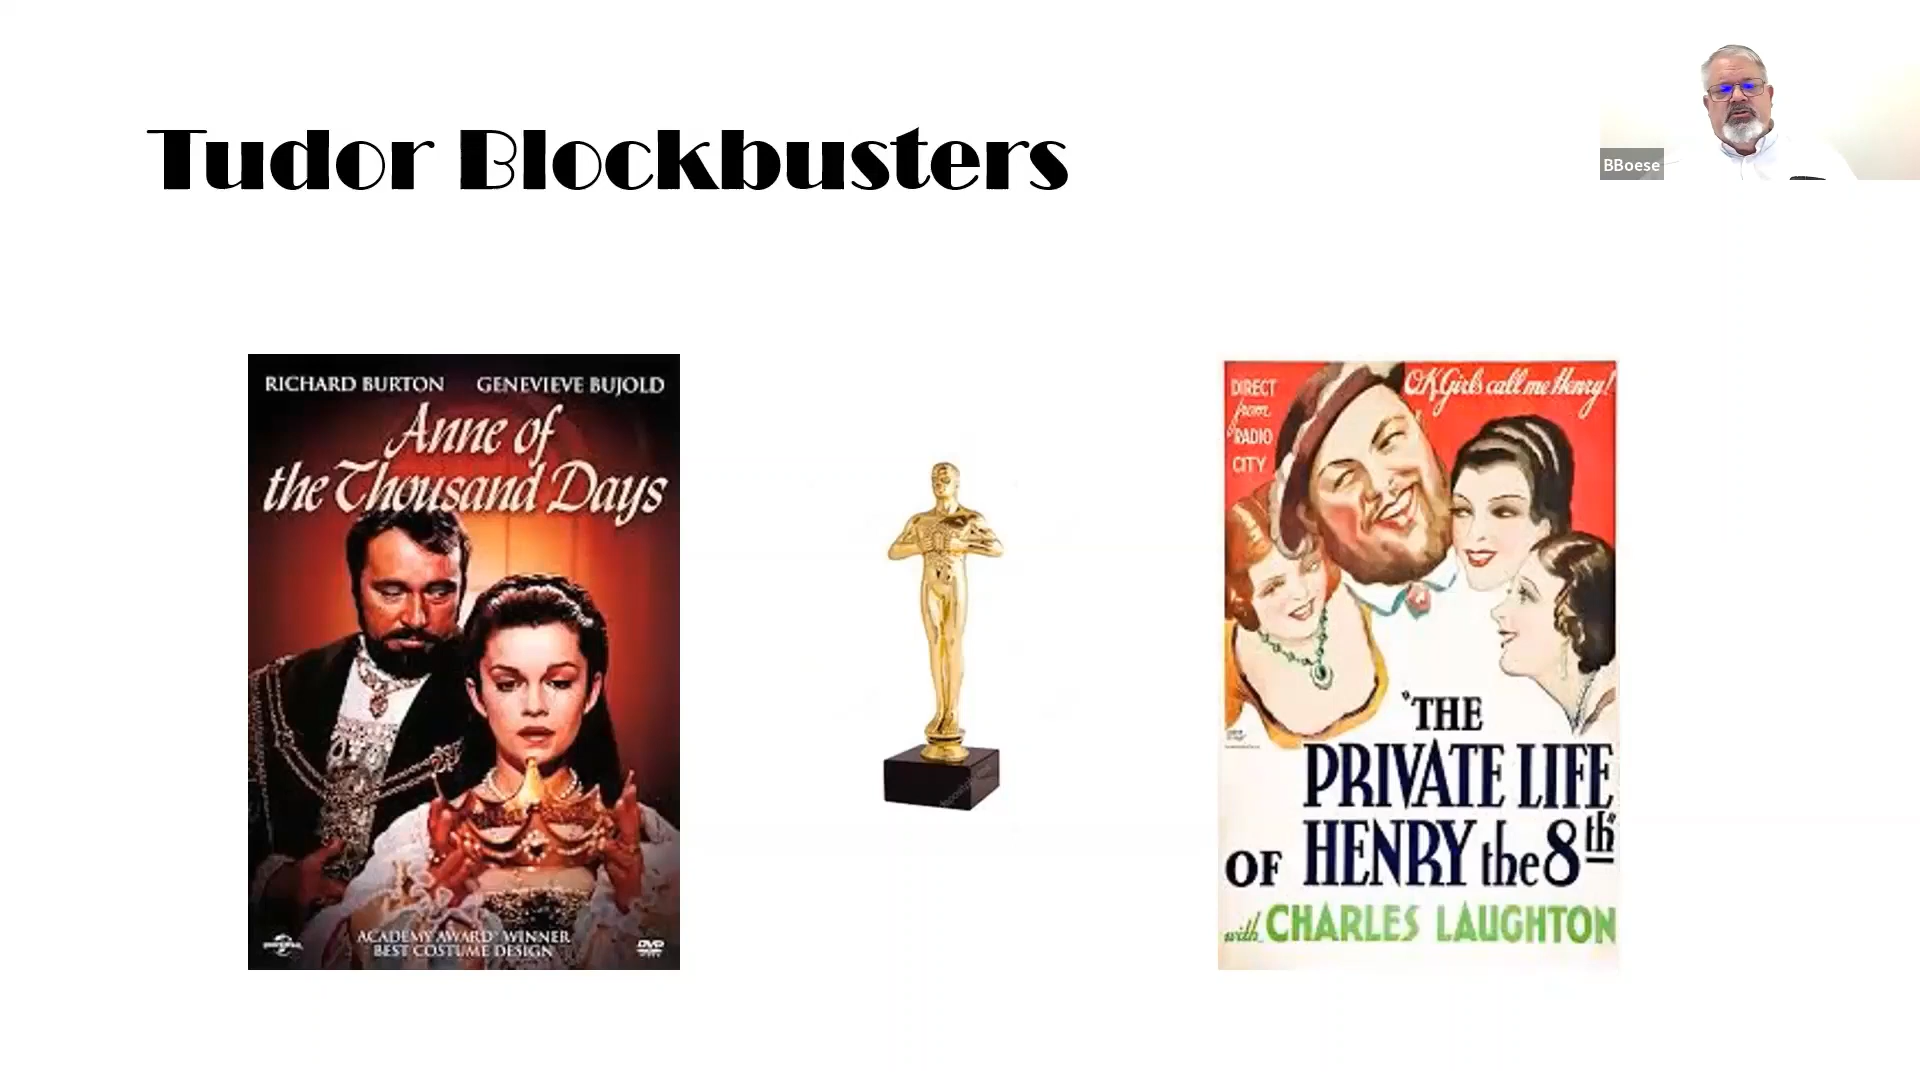 Tudor Blockbusters
BBoese
RICHARD BURTON GENEVIEVE BUJOLD
Anne of
the Thousand Days
ACADEMY AWARD® WINNER
BEST COSTUME DESIGN
DVD
DIRECT
from
RADIO
CITY
O.K. Girls call me Henry!
"THE
PRIVATE LIFE
OF HENRY the 8th"
with CHARLES LAUGHTON